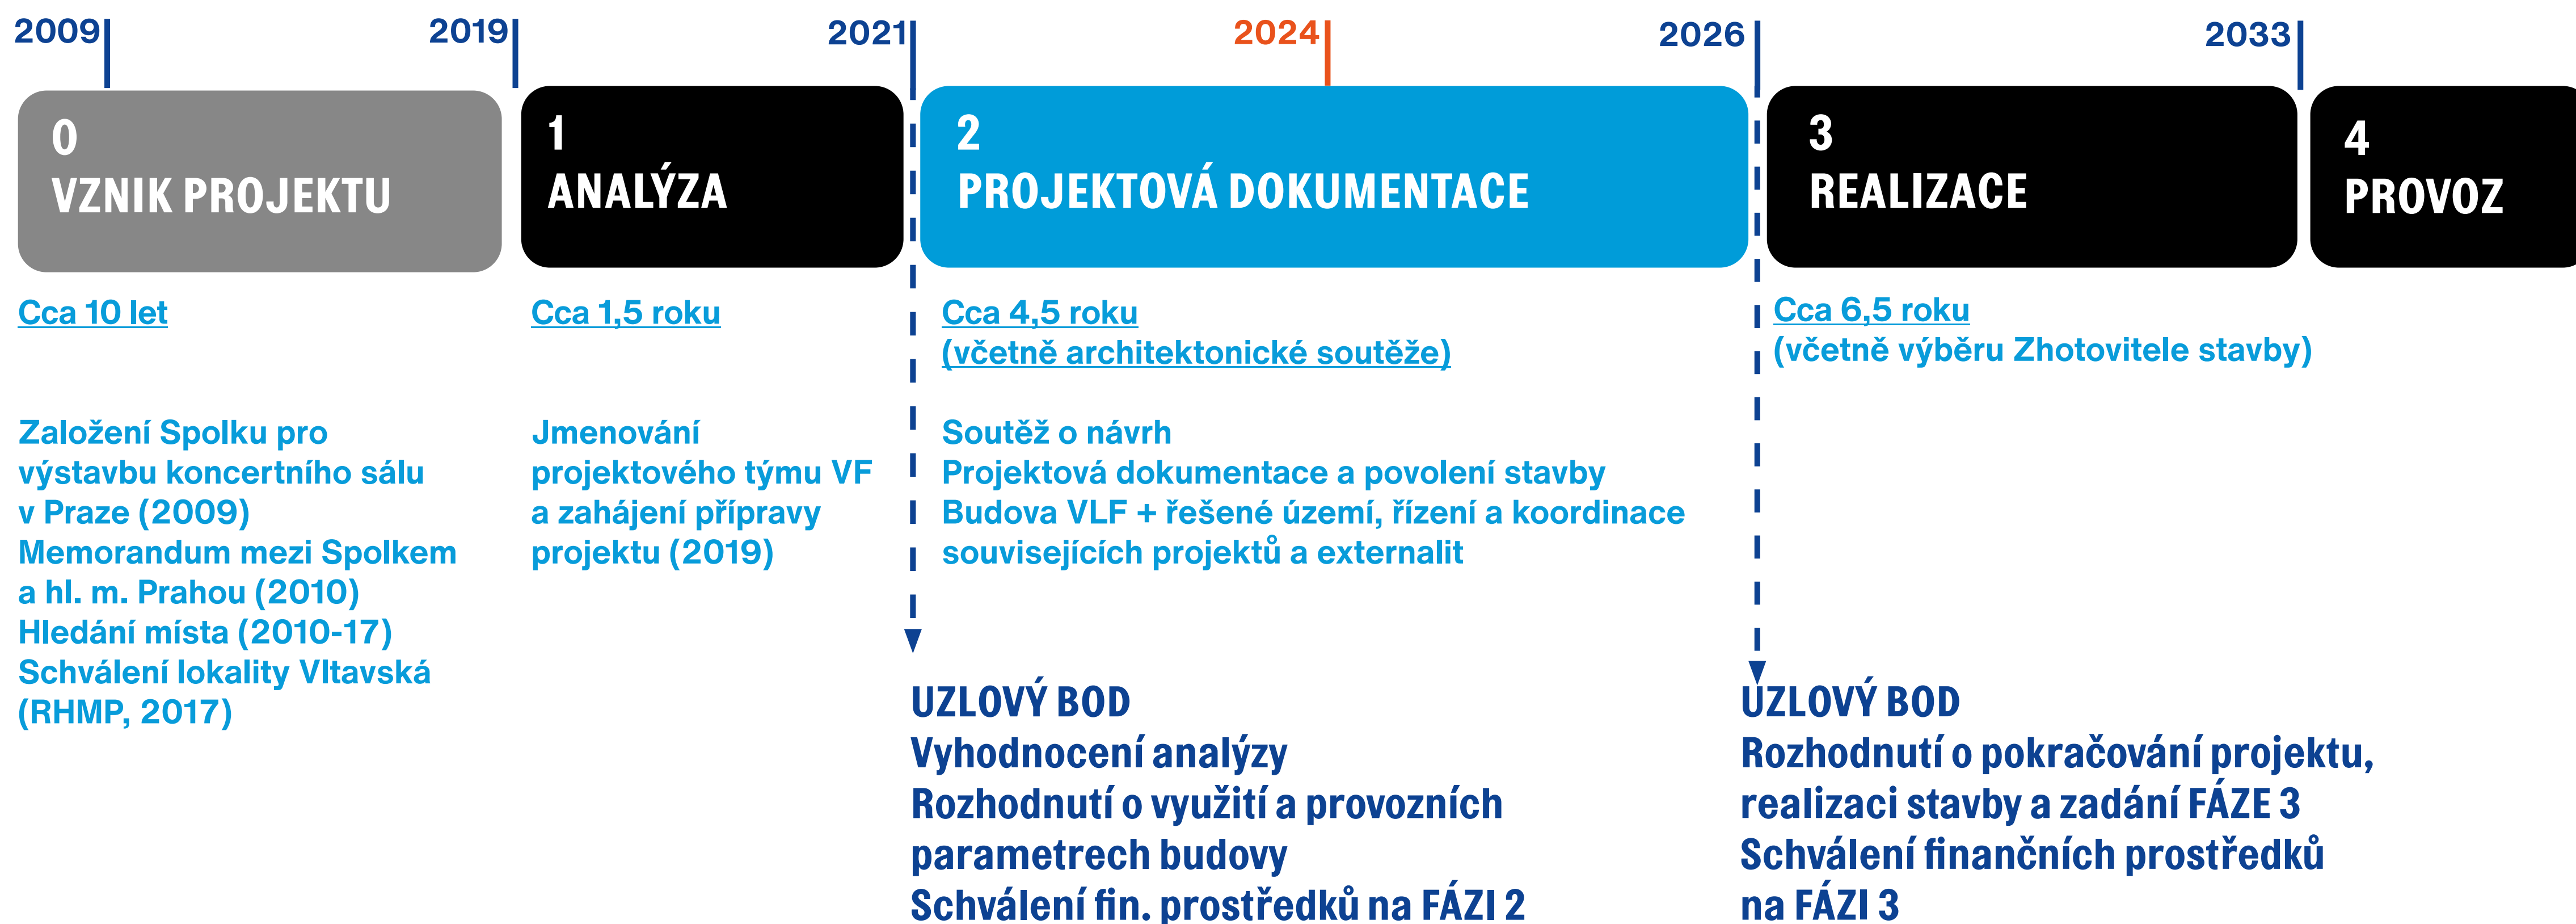 2009
2019
2021
2024
2026
2033
0
VZNIK PROJEKTU
1
ANALÝZA
2
PROJEKTOVÁ DOKUMENTACE
3
REALIZACE
4
PROVOZ
Cca 10 let
Založení Spolku pro
výstavbu koncertního sálu
v Praze (2009)
Memorandum mezi Spolkem
a hl. m. Prahou (2010)
Hledání místa (2010-17)
Schválení lokality Vltavská
(RHMP, 2017)
Cca 1,5 roku
Jmenování
projektového týmu VF
a zahájení přípravy
projektu (2019)
Cca 4,5 roku
(včetně architektonické soutěže)
Soutěž o návrh
Projektová dokumentace a povolení stavby
Budova VLF + řešené území, řízení a koordinace
souvisejících projektů a externalit
Cca 6,5 roku
(včetně výběru Zhotovitele stavby)
UZLOVÝ BOD
Vyhodnocení analýzy
Rozhodnutí o využití a provozních
parametrech budovy
Schválení fin. prostředků na FÁZI 2
UZLOVÝ BOD
Rozhodnutí o pokračování projektu,
realizaci stavby a zadání FÁZE 3
Schválení finančních prostředků
na FÁZI 3